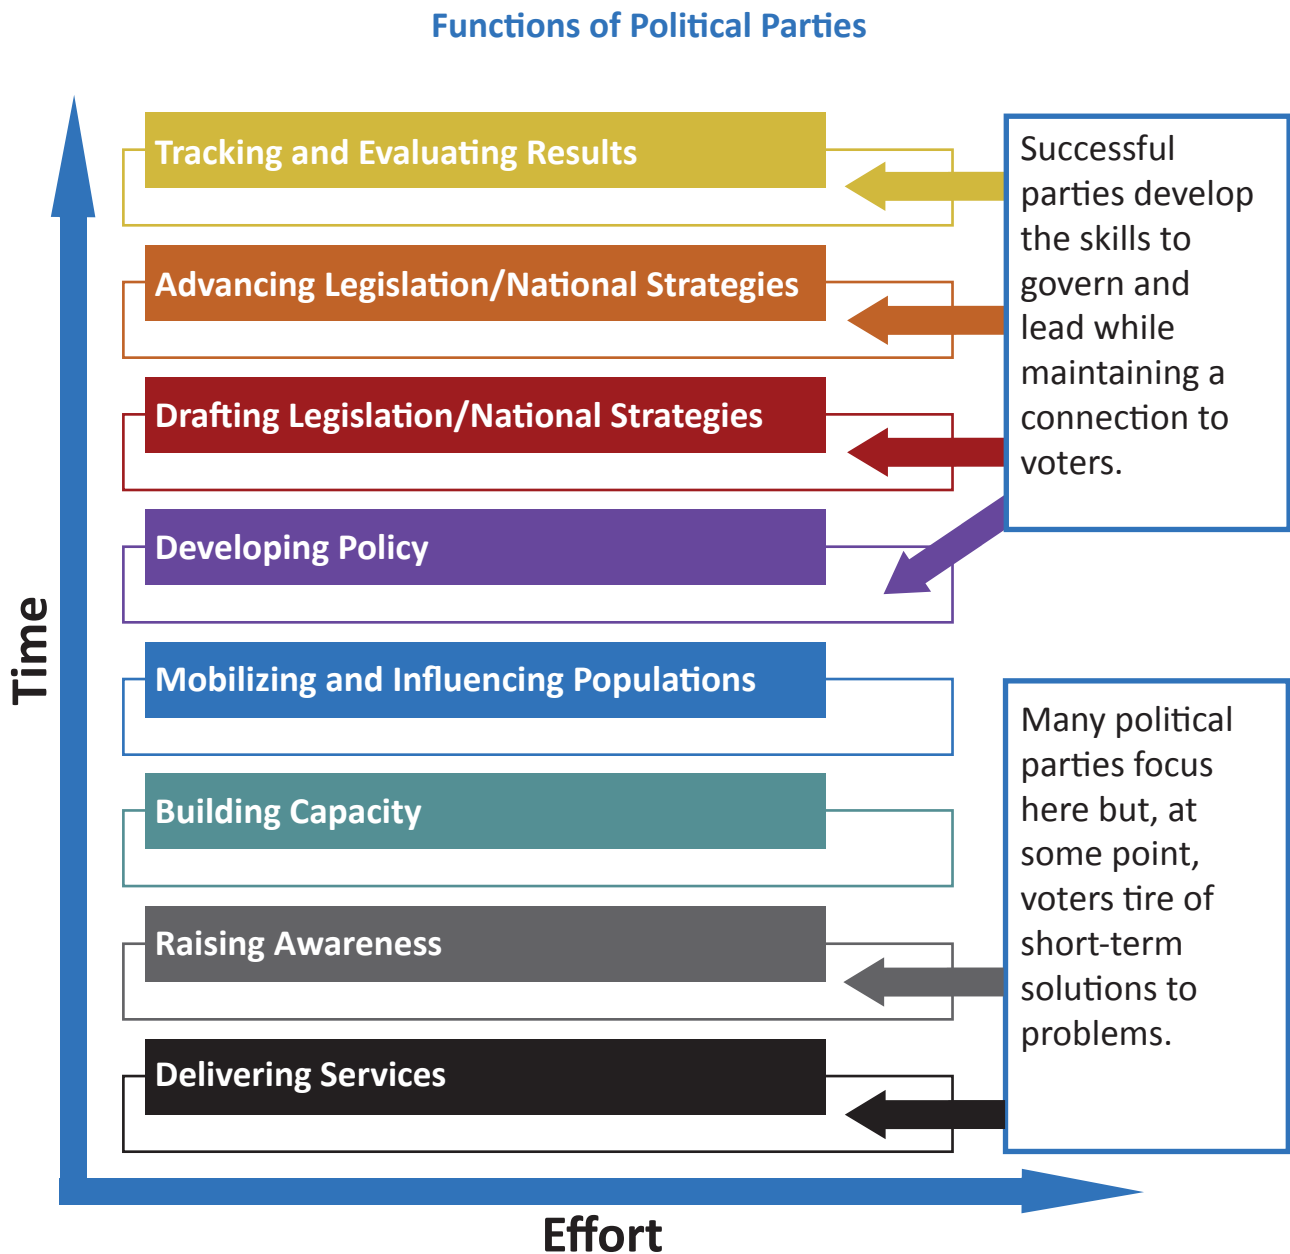 Functions of Political Parties
Tracking and Evaluating Results
Advancing Legislation/National Strategies
Drafting Legislation/National Strategies
Developing Policy
Mobilizing and Influencing Populations
Building Capacity
Raising Awareness
Delivering Services
Successful
parties develop
the skills to
govern and
lead while
maintaining a
connection to
voters.
Many political
parties focus
here but, at
some point,
voters tire of
short-term
solutions to
problems.
Time
Effort